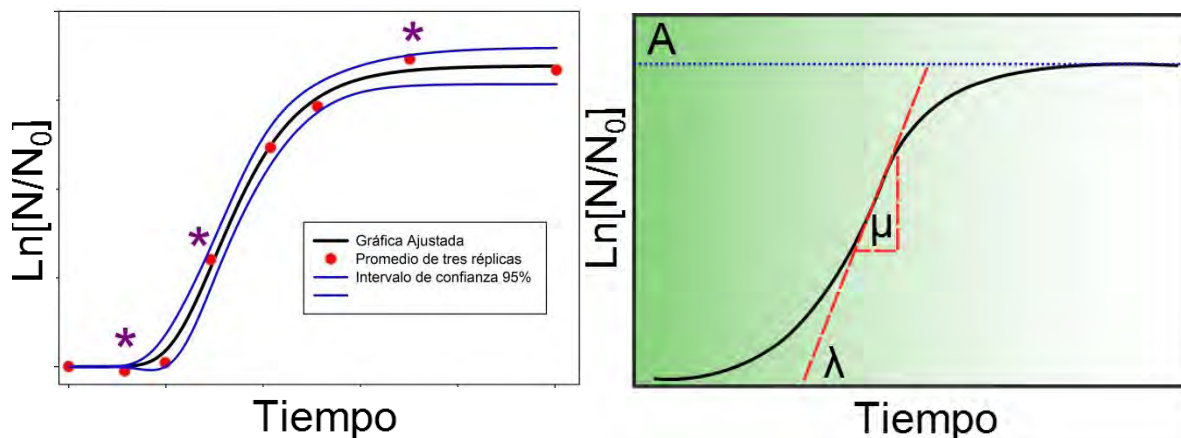 Ln[N/N₀]
*
*
*
Gráfica Ajustada
Promedio de tres réplicas
Intervalo de confianza 95%
Tiempo
A
Ln[N/N₀]
μ
λ
Tiempo